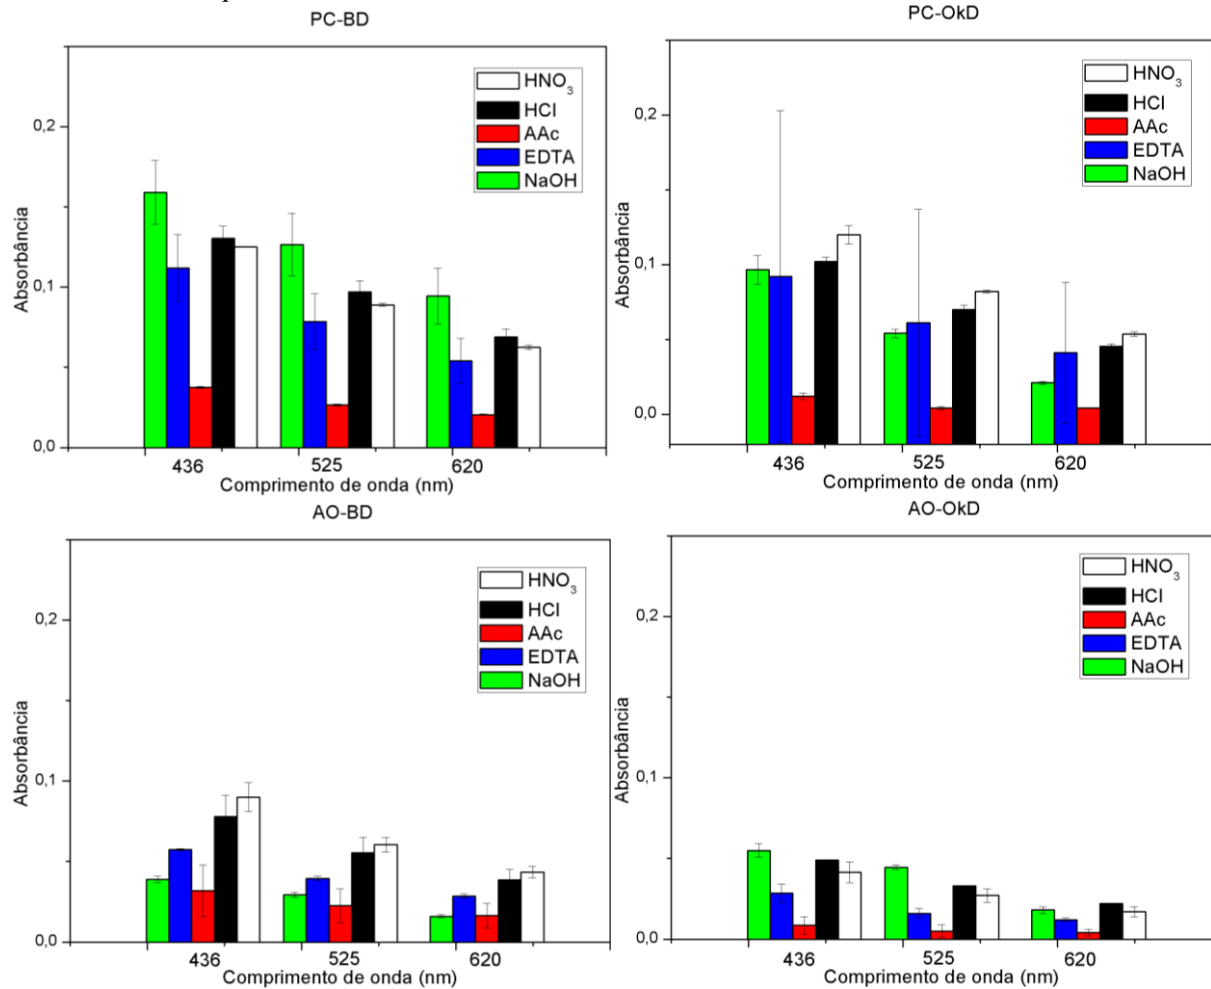 PC-BD
HNO3
HCl
AAc
EDTA
NaOH
0,2
0,1
0,0
Absorbância
436 525 620
Comprimento de onda (nm)
PC-OkD
HNO3
HCl
AAc
EDTA
NaOH
0,2
0,1
0,0
Absorbância
436 525 620
Comprimento de onda (nm)
AO-BD
HNO3
HCl
AAc
EDTA
NaOH
0,2
0,1
0,0
Absorbância
436 525 620
Comprimento de onda (nm)
AO-OkD
HNO3
HCl
AAc
EDTA
NaOH
0,2
0,1
0,0
Absorbância
436 525 620
Comprimento de onda (nm)